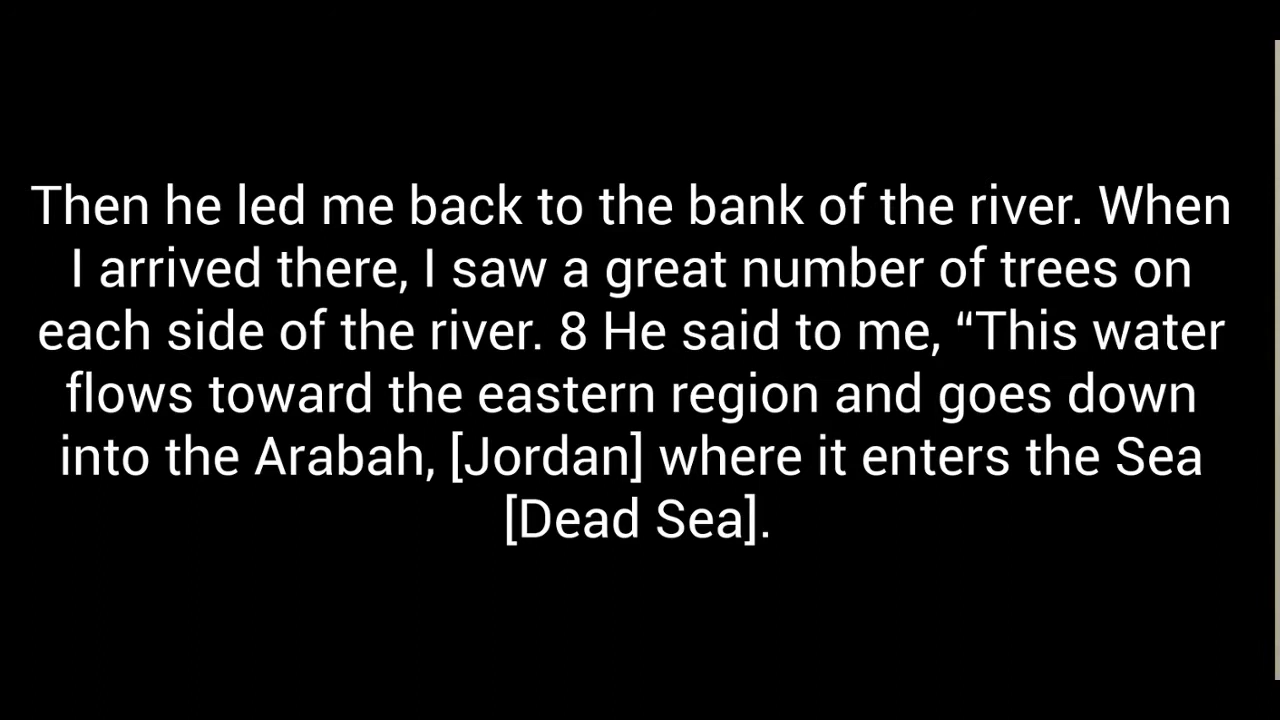 Then he led me back to the bank of the river. When
I arrived there, I saw a great number of trees on
each side of the river. 8 He said to me, “This water
flows toward the eastern region and goes down
into the Arabah, [Jordan] where it enters the Sea
[Dead Sea].